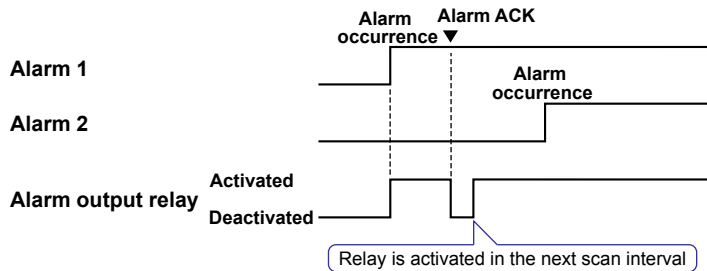 Alarm
occurrence
Alarm ACK
Alarm 1
Alarm
occurrence
Alarm 2
Alarm output relay
Activated
Deactivated
Relay is activated in the next scan interval